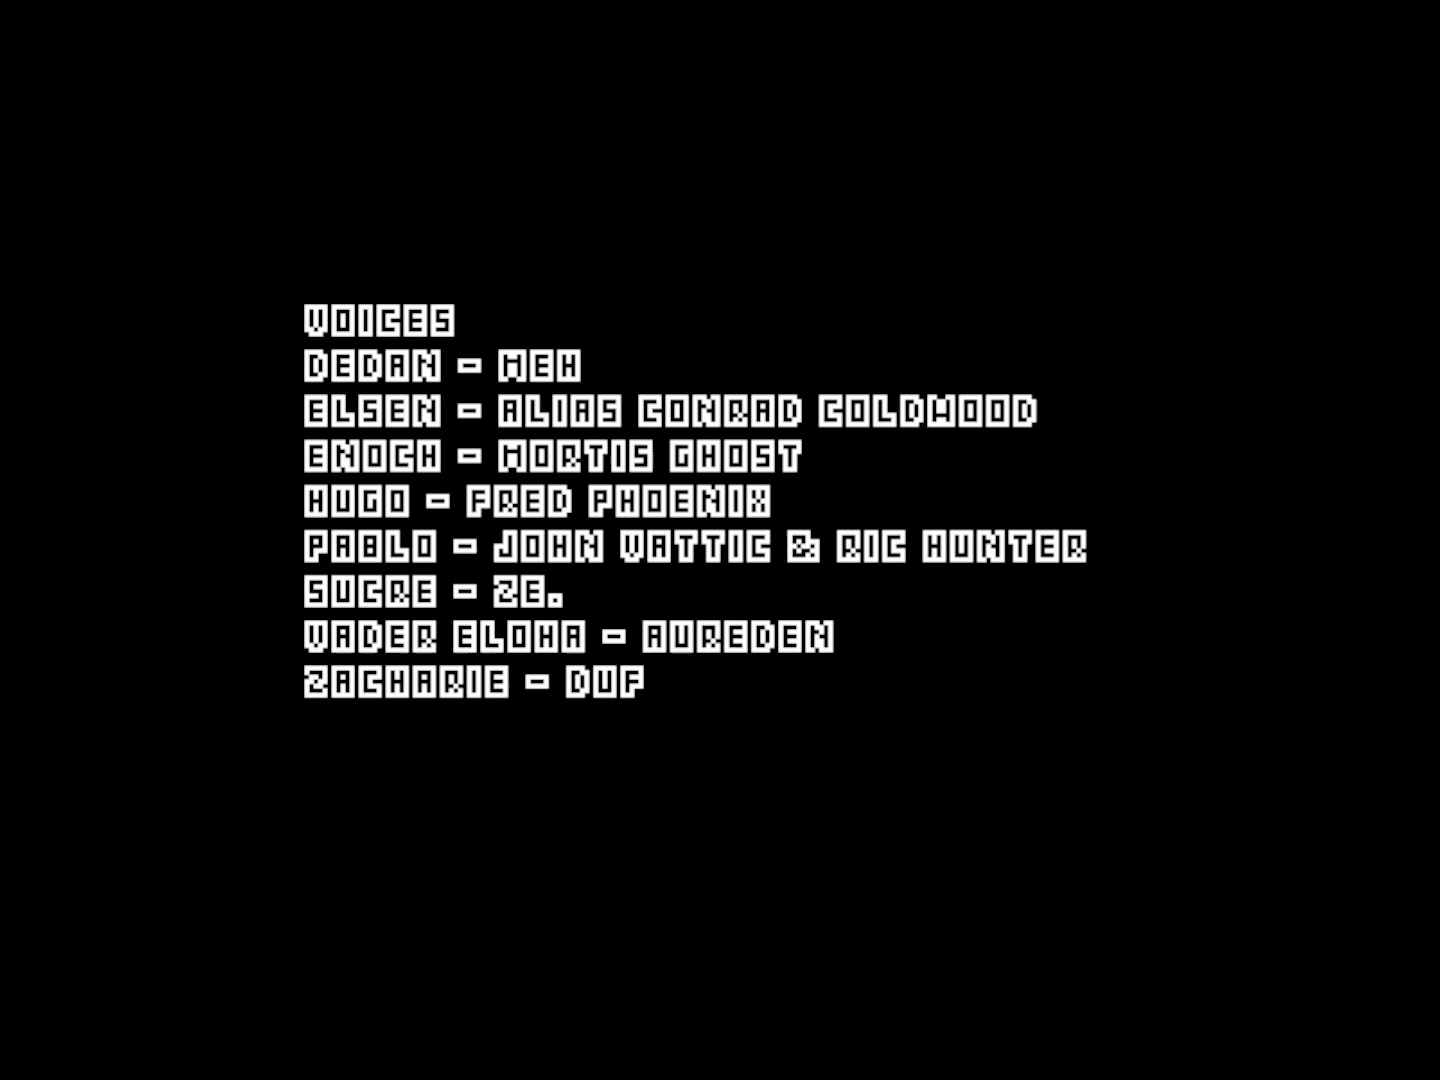 VOICES
DEDAN - MEH
ELSEN - ALIAS CONRAD COLDWOOD
ENOCH - MORTIS GHOST
HUGO - FRED PHOENIX
PABLO - JOHN VATTIC & RIC HUNTER
SUCRE - ZE.
VADER ELOHA - AUREDEN
ZACHARIE - DUF